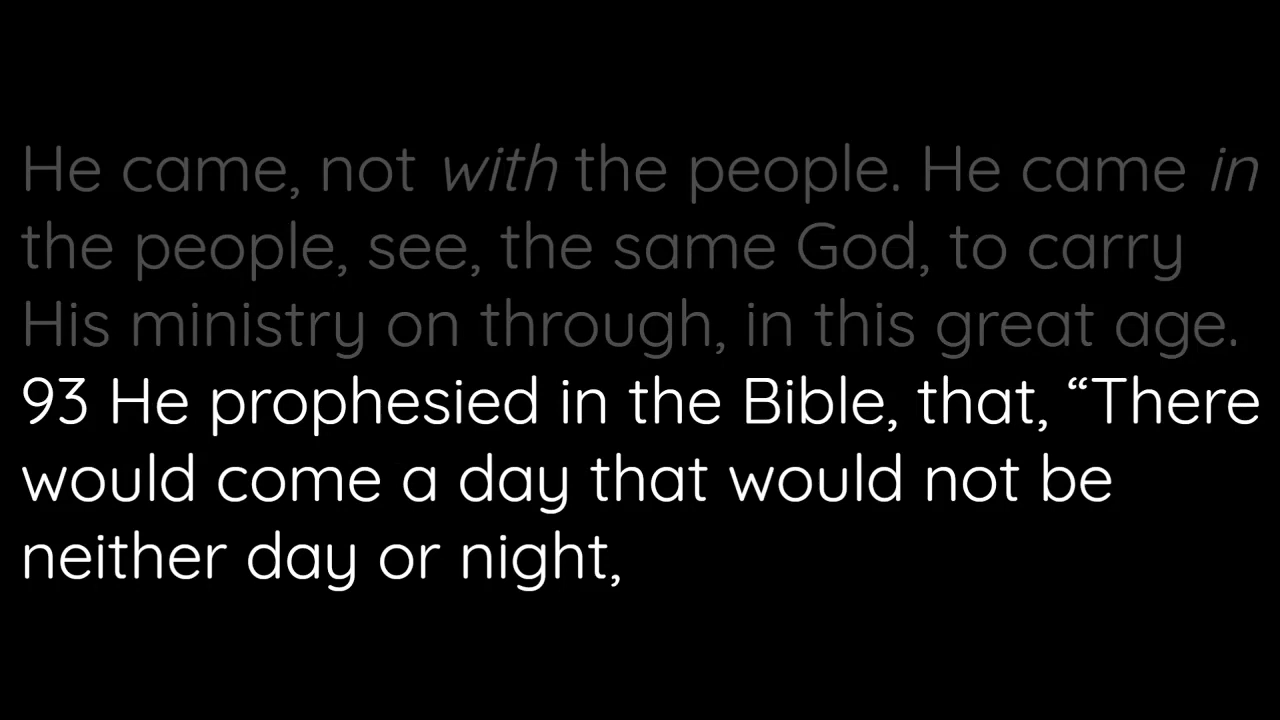 He came, not with the people. He came in
the people, see, the same God, to carry
His ministry on through, in this great age.
93 He prophesied in the Bible, that, “There
would come a day that would not be
neither day or night,